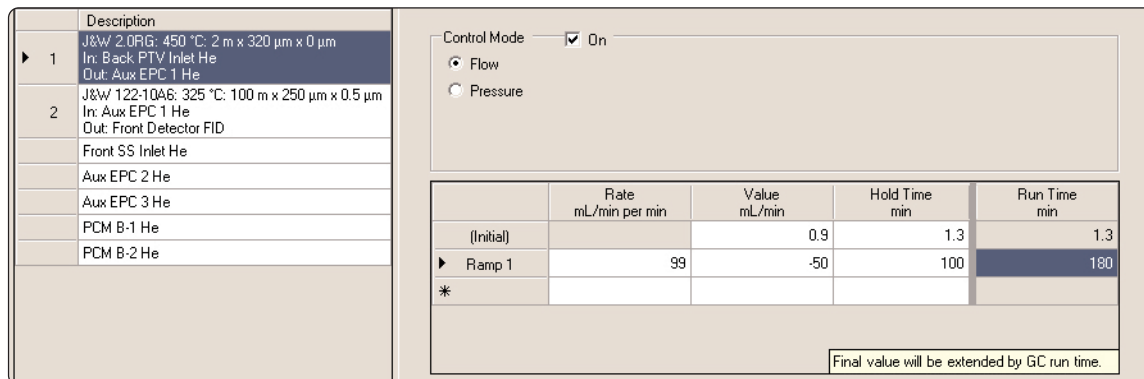 Description
1
J&W 2.0RG: 450 °C: 2 m x 320 µm x 0 µm
In: Back PTV Inlet He
Out: Aux EPC 1 He
2
J&W 122-10A6: 325 °C: 100 m x 250 µm x 0.5 µm
In: Aux EPC 1 He
Out: Front Detector FID
Front SS Inlet He
Aux EPC 2 He
Aux EPC 3 He
PCM B-1 He
PCM B-2 He
Control Mode On
Flow
Pressure
Rate Value Hold Time Run Time
mL/min per min mL/min min min
(Initial) 0.9 1.3 1.3
Ramp 1 99 -50 100 180
*
Final value will be extended by GC run time.